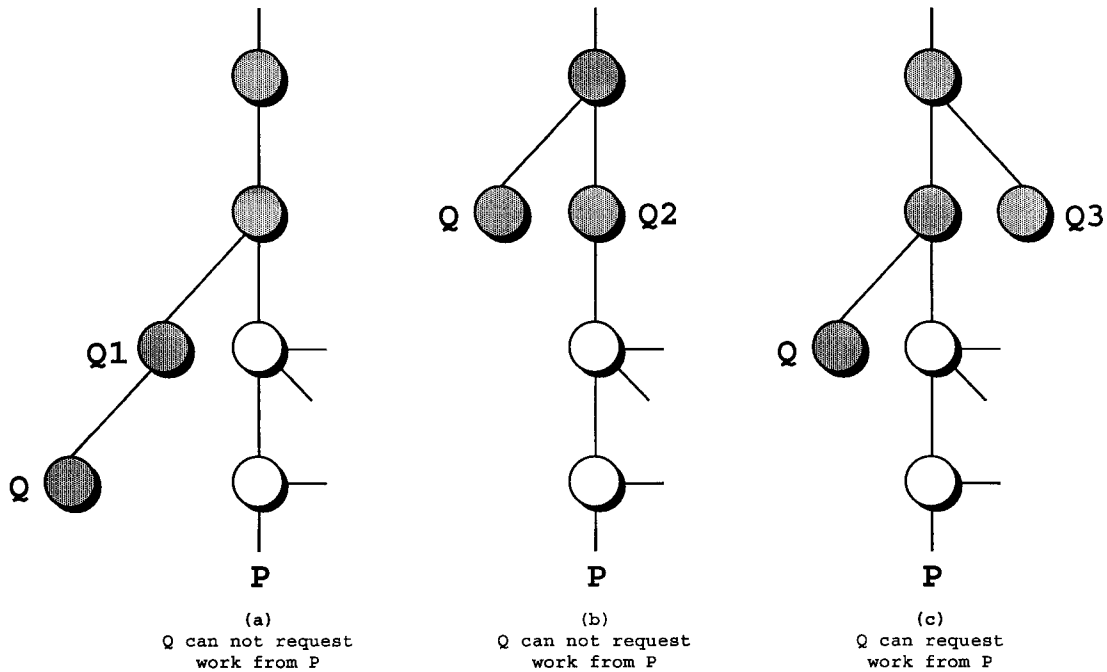 Q Q2 Q3
Q1 Q
Q
P P P
(a) (b) (c)
Q can not request Q can not request Q can request
work from P work from P work from P